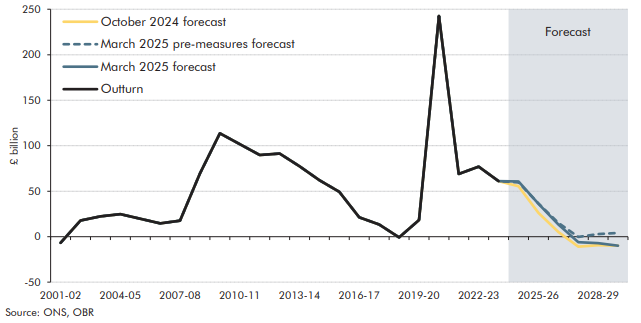 250
200
150
100
50
0
-50
£ billion
October 2024 forecast
March 2025 pre-measures forecast
March 2025 forecast
Outturn
Forecast
2001-02 2004-05 2007-08 2010-11 2013-14 2016-17 2019-20 2022-23 2025-26 2028-29
Source: ONS, OBR